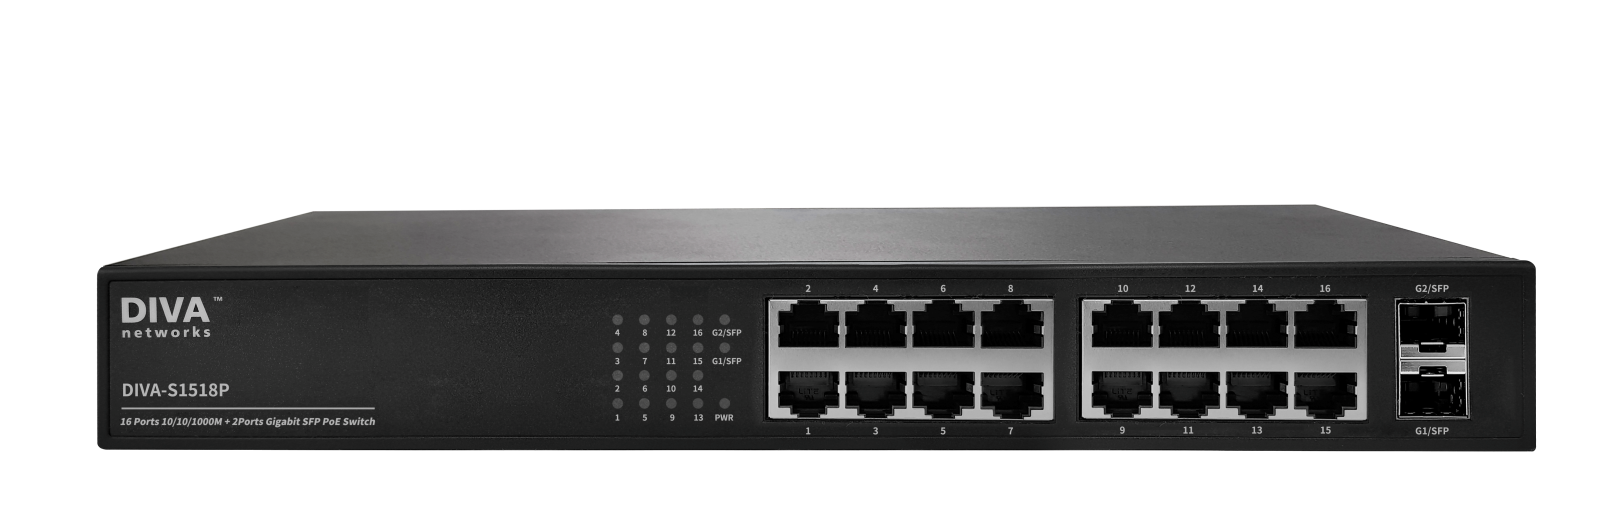 DIVA™
networks
DIVA-S1518P
16 Ports 10/10/1000M + 2Ports Gigabit SFP PoE Switch
4 8 12 16 G2/SFP
3 7 11 15 G1/SFP
2 6 10 14
1 5 9 13 PWR
2 4 6 8
1 3 5 7
10 12 14 16
9 11 13 15
G2/SFP
G1/SFP